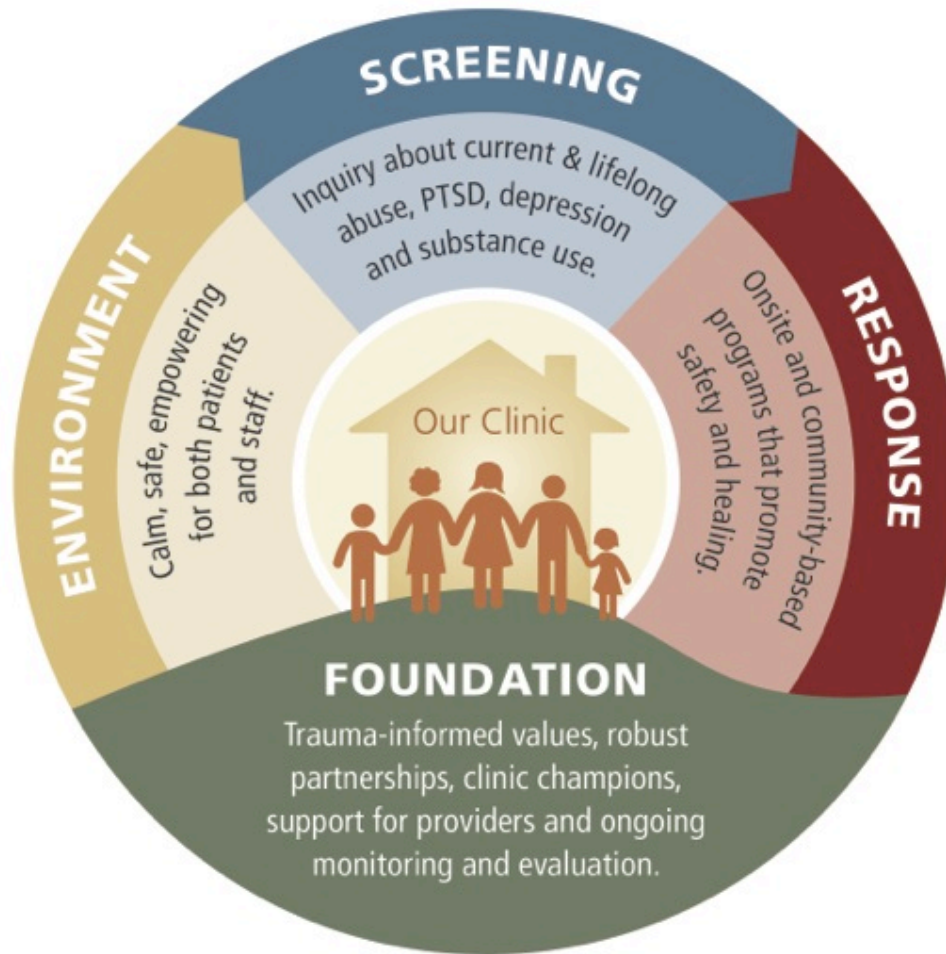 SCREENING
Inquiry about current & lifelong
abuse, PTSD, depression
and substance use.
ENVIRONMENT
Calm, safe, empowering
for both patients
and staff.
RESPONSE
Onsite and community-based
programs that promote
safety and healing.
Our Clinic
FOUNDATION
Trauma-informed values, robust
partnerships, clinic champions,
support for providers and ongoing
monitoring and evaluation.